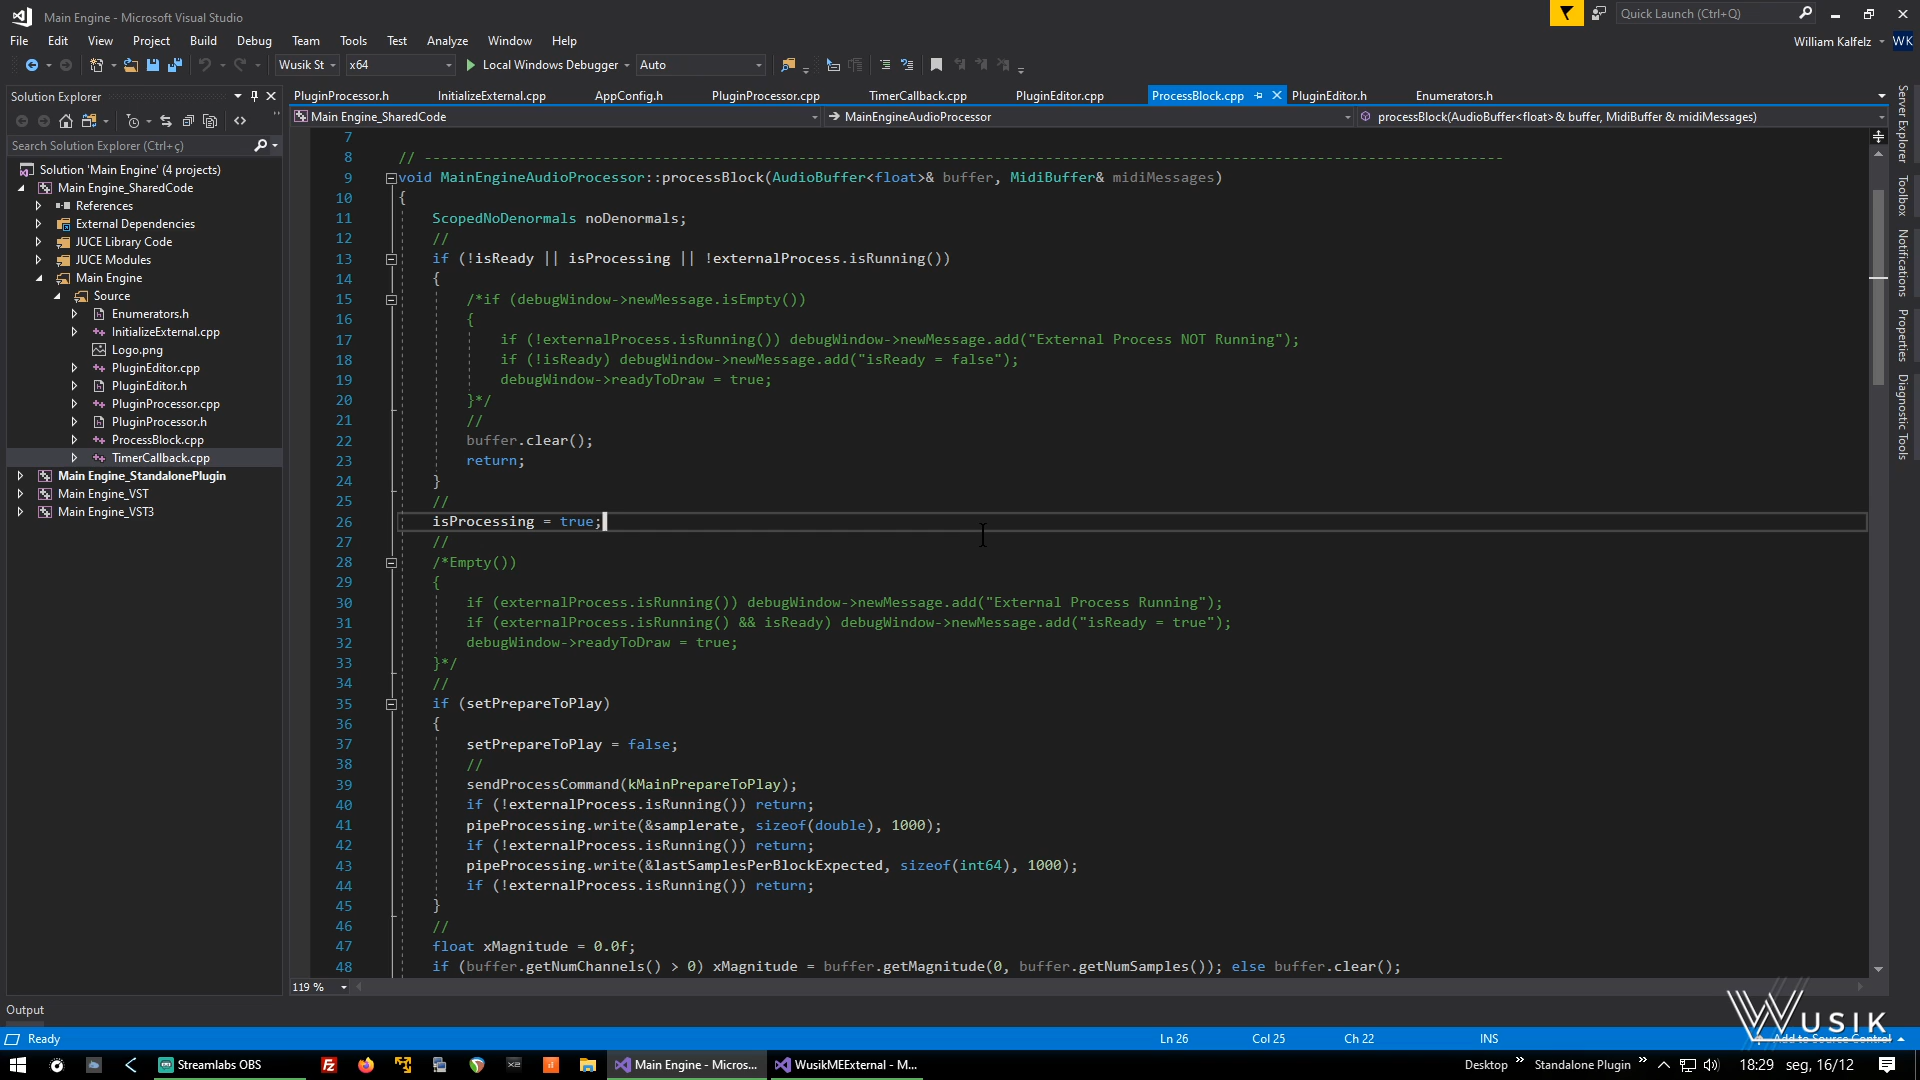 Main Engine - Microsoft Visual Studio
Quick Launch (Ctrl+Q)
File Edit View Project Build Debug Team Tools Test Analyze Window Help
William Kalfelz WK
Wusik St x64 Local Windows Debugger Auto
Solution Explorer
PluginProcessor.h InitializeExternal.cpp AppConfig.h PluginProcessor.cpp TimerCallback.cpp PluginEditor.cpp ProcessBlock.cpp PluginEditor.h Enumerators.h
Main Engine_SharedCode MainEngineAudioProcessor processBlock(AudioBuffer<float>& buffer, MidiBuffer& midiMessages)
Search Solution Explorer (Ctrl+ç)
Solution 'Main Engine' (4 projects)
Main Engine_SharedCode
References
External Dependencies
JUCE Library Code
JUCE Modules
Main Engine
Source
Enumerators.h
InitializeExternal.cpp
Logo.png
PluginEditor.cpp
PluginEditor.h
PluginProcessor.cpp
PluginProcessor.h
ProcessBlock.cpp
TimerCallback.cpp
Main Engine_StandalonePlugin
Main Engine_VST
Main Engine_VST3
7
8 // -------------------------------------------------------------------------------------------------------------------------------
9 void MainEngineAudioProcessor::processBlock(AudioBuffer<float>& buffer, MidiBuffer& midiMessages)
10 {
11 ScopedNoDenormals noDenormals;
12 //
13 if (!isReady || isProcessing || !externalProcess.isRunning())
14 {
15 /*if (debugWindow->newMessage.isEmpty())
16 {
17 if (!externalProcess.isRunning()) debugWindow->newMessage.add("External Process NOT Running");
18 if (!isReady) debugWindow->newMessage.add("isReady = false");
19 debugWindow->readyToDraw = true;
20 }*/
21 //
22 buffer.clear();
23 return;
24 }
25 //
26 isProcessing = true;
27 //
28 /*Empty())
29 {
30 if (externalProcess.isRunning()) debugWindow->newMessage.add("External Process Running");
31 if (externalProcess.isRunning() && isReady) debugWindow->newMessage.add("isReady = true");
32 debugWindow->readyToDraw = true;
33 }*/
34 //
35 if (setPrepareToPlay)
36 {
37 setPrepareToPlay = false;
38 //
39 sendProcessCommand(kMainPrepareToPlay);
40 if (!externalProcess.isRunning()) return;
41 pipeProcessing.write(&samplerate, sizeof(double), 1000);
42 if (!externalProcess.isRunning()) return;
43 pipeProcessing.write(&lastSamplesPerBlockExpected, sizeof(int64), 1000);
44 if (!externalProcess.isRunning()) return;
45 }
46 //
47 float xMagnitude = 0.0f;
48 if (buffer.getNumChannels() > 0) xMagnitude = buffer.getMagnitude(0, buffer.getNumSamples()); else buffer.clear();
119 %
Server Explorer
Toolbox
Notifications
Properties
Diagnostic Tools
Output
WUSIK
Ready Ln 26 Col 25 Ch 22 INS Add to Source Control
Streamlabs OBS Main Engine - Micros... WusikMEExternal - M... Desktop Standalone Plugin 18:29 seg, 16/12